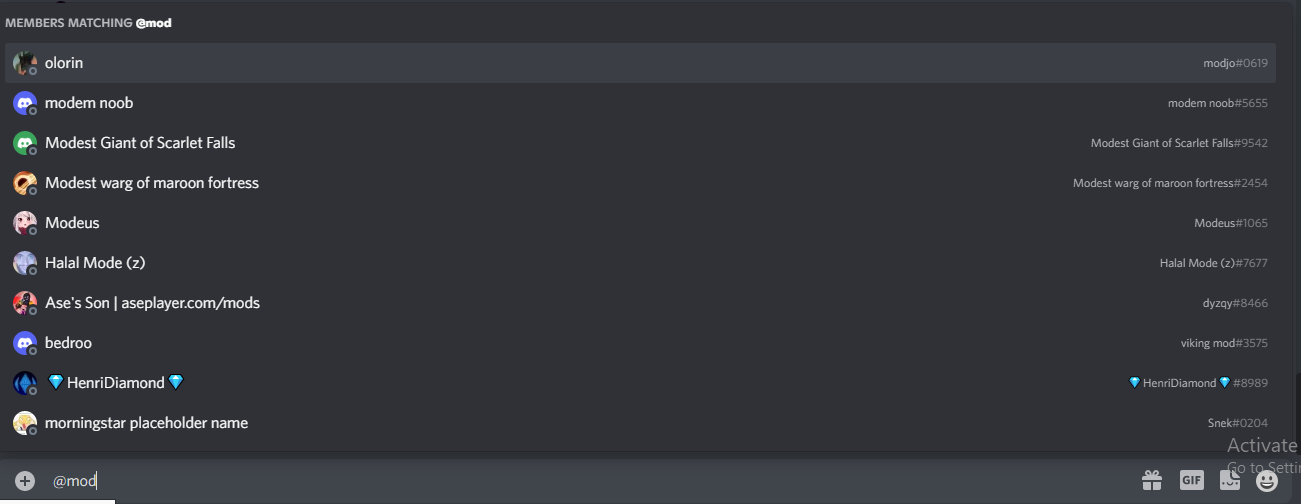 MEMBERS MATCHING @mod
olorin modjo#0619
modem noob modem noob#5655
Modest Giant of Scarlet Falls Modest Giant of Scarlet Falls#9542
Modest warg of maroon fortress Modest warg of maroon fortress#2454
Modeus Modeus#1065
Halal Mode (z) Halal Mode (z)#7677
Ase's Son | aseplayer.com/mods dyzqy#8466
bedroo viking mod#3575
💎HenriDiamond💎 💎HenriDiamond💎#8989
morningstar placeholder name Snek#0204
Activate
Go to Setti
@mod
GIF